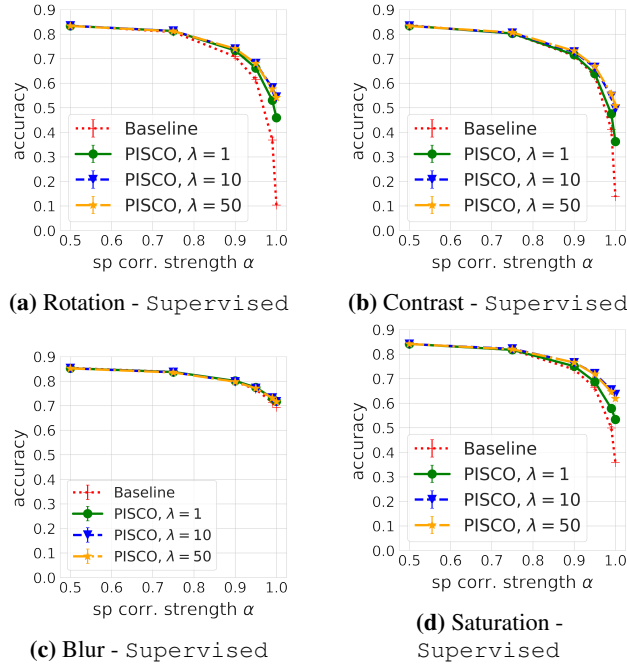 0.9
0.8
0.7
0.6
0.5
0.4
0.3
0.2
0.1
0.0
accuracy
Baseline
PISCO, λ = 1
PISCO, λ = 10
PISCO, λ = 50
0.5 0.6 0.7 0.8 0.9 1.0
sp corr. strength α
(a) Rotation - Supervised
0.9
0.8
0.7
0.6
0.5
0.4
0.3
0.2
0.1
0.0
accuracy
Baseline
PISCO, λ = 1
PISCO, λ = 10
PISCO, λ = 50
0.5 0.6 0.7 0.8 0.9 1.0
sp corr. strength α
(b) Contrast - Supervised
0.9
0.8
0.7
0.6
0.5
0.4
0.3
0.2
0.1
0.0
accuracy
Baseline
PISCO, λ = 1
PISCO, λ = 10
PISCO, λ = 50
0.5 0.6 0.7 0.8 0.9 1.0
sp corr. strength α
(c) Blur - Supervised
0.9
0.8
0.7
0.6
0.5
0.4
0.3
0.2
0.1
0.0
accuracy
Baseline
PISCO, λ = 1
PISCO, λ = 10
PISCO, λ = 50
0.5 0.6 0.7 0.8 0.9 1.0
sp corr. strength α
(d) Saturation -
Supervised